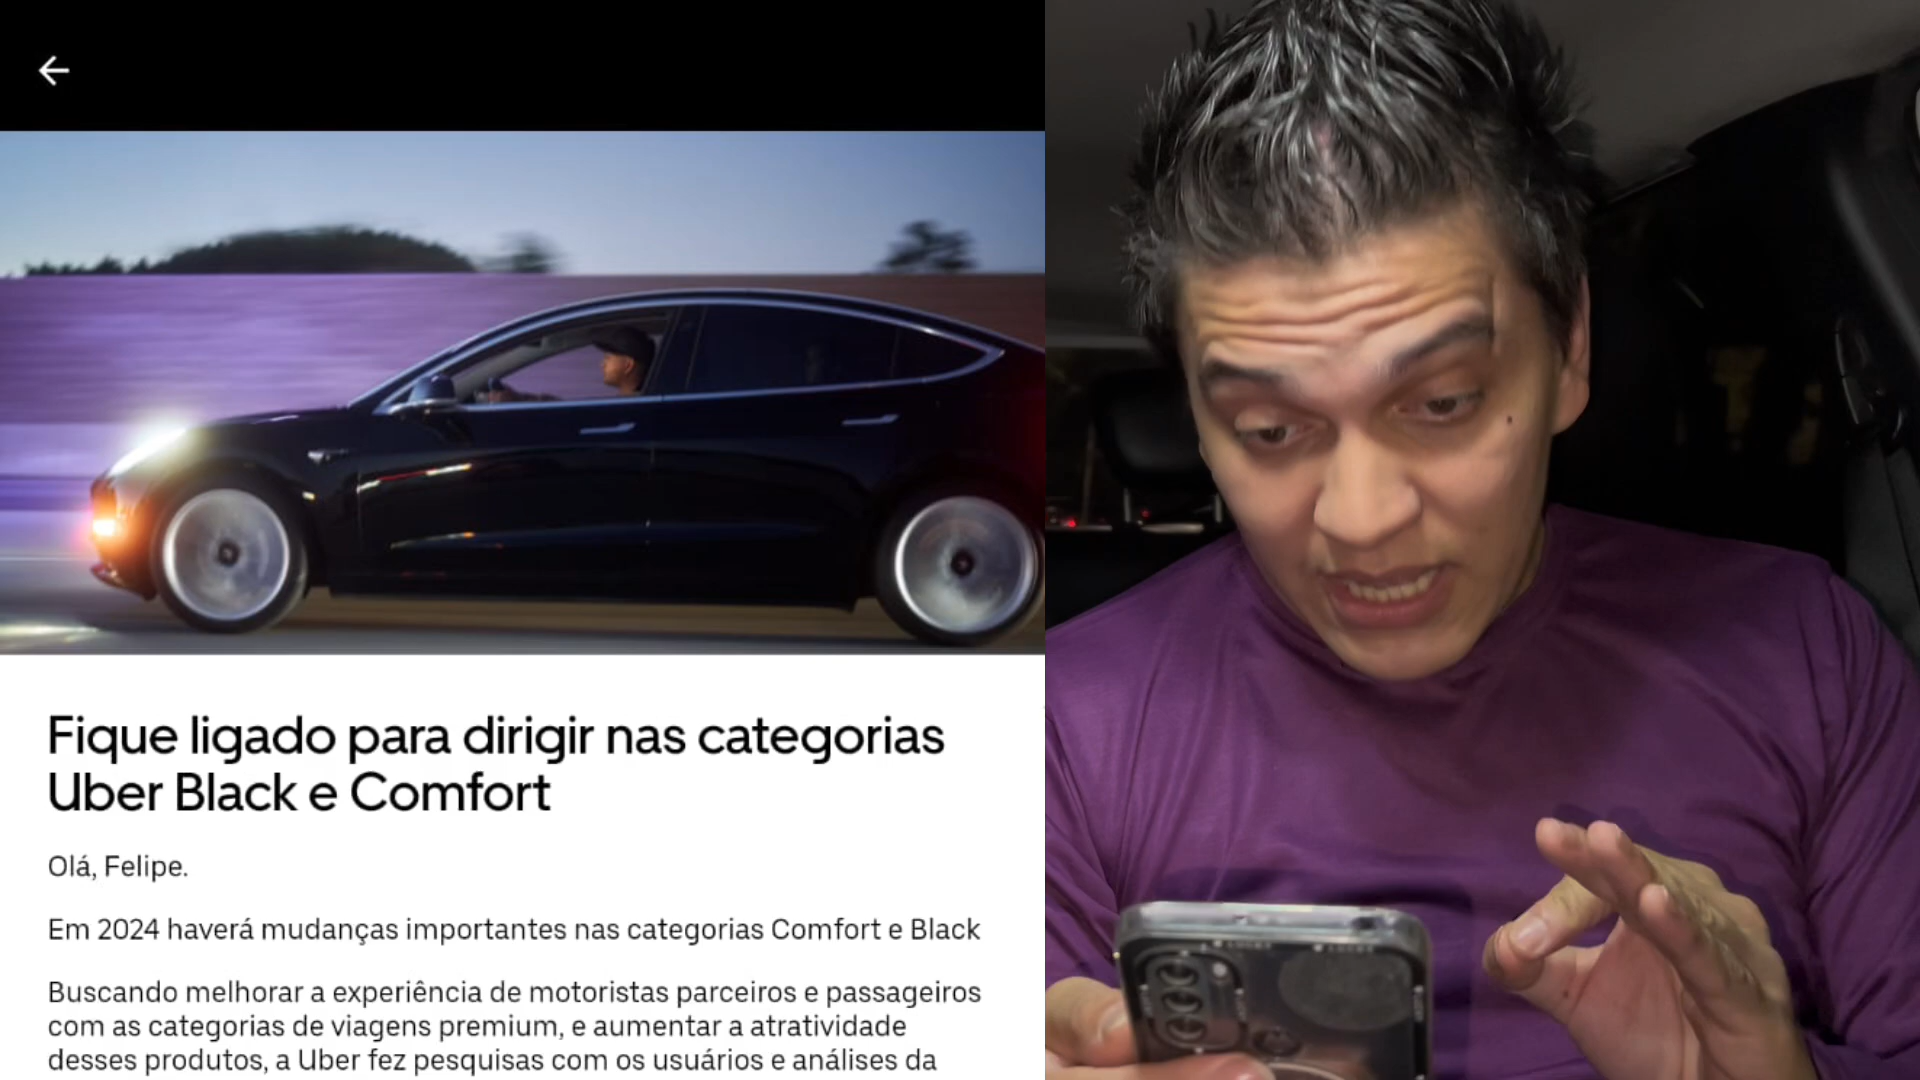 Fique ligado para dirigir nas categorias
Uber Black e Comfort
Olá, Felipe.
Em 2024 haverá mudanças importantes nas categorias Comfort e Black
Buscando melhorar a experiência de motoristas parceiros e passageiros
com as categorias de viagens premium, e aumentar a atratividade
desses produtos, a Uber fez pesquisas com os usuários e análises da